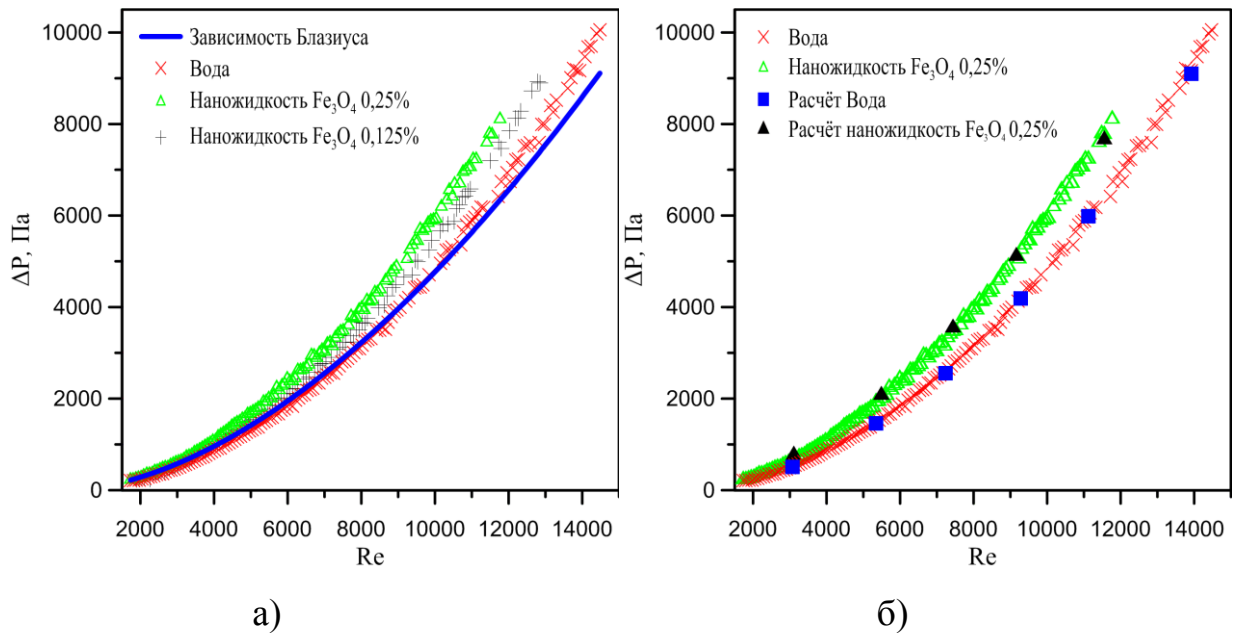 10000
8000
6000
4000
2000
0
ΔP, Па
Зависимость Блазиуса
Вода
Наножидкость Fe₃O₄ 0,25%
Наножидкость Fe₃O₄ 0,125%
2000 4000 6000 8000 10000 12000 14000
Re
а)
10000
8000
6000
4000
2000
0
ΔP, Па
Вода
Наножидкость Fe₃O₄ 0,25%
Расчёт Вода
Расчёт наножидкость Fe₃O₄ 0,25%
2000 4000 6000 8000 10000 12000 14000
Re
б)